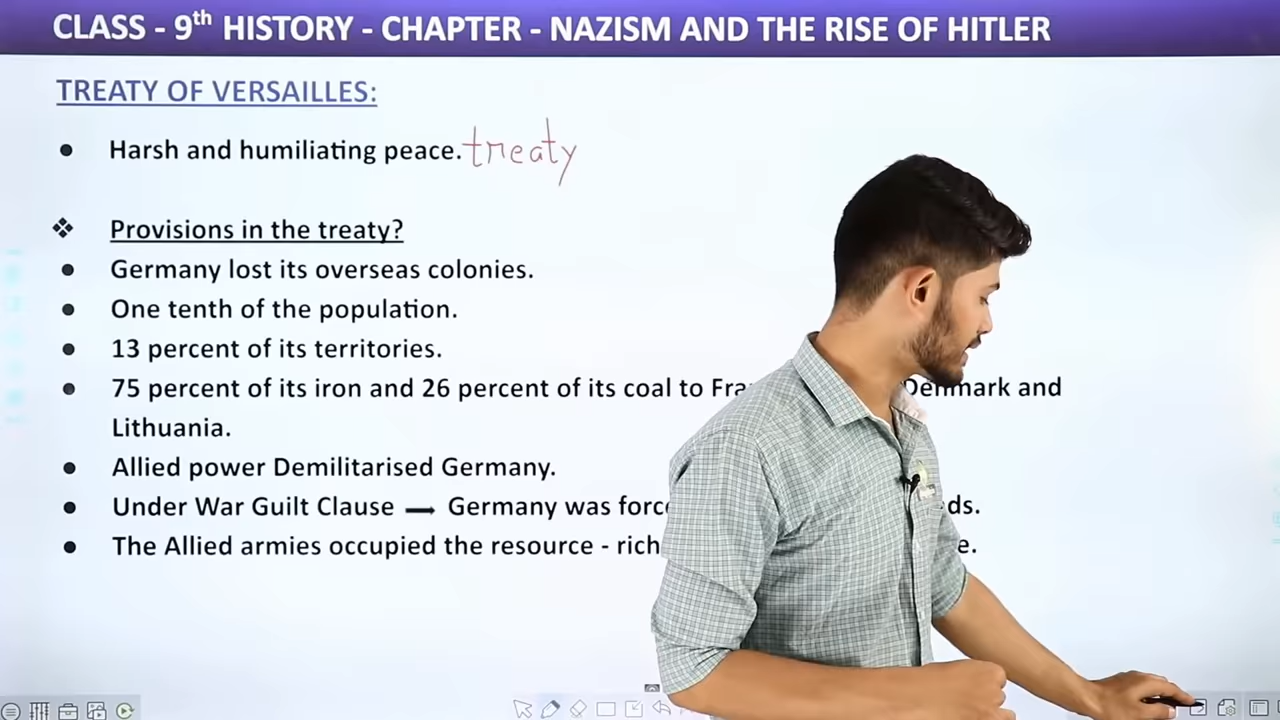 CLASS - 9th HISTORY - CHAPTER - NAZISM AND THE RISE OF HITLER
TREATY OF VERSAILLES:
● Harsh and humiliating peace. treaty
❖ Provisions in the treaty?
● Germany lost its overseas colonies.
● One tenth of the population.
● 13 percent of its territories.
● 75 percent of its iron and 26 percent of its coal to Denmark and
Lithuania.
● Allied power Demilitarised Germany.
● Under War Guilt Clause Germany was
● The Allied armies occupied the resource - rich